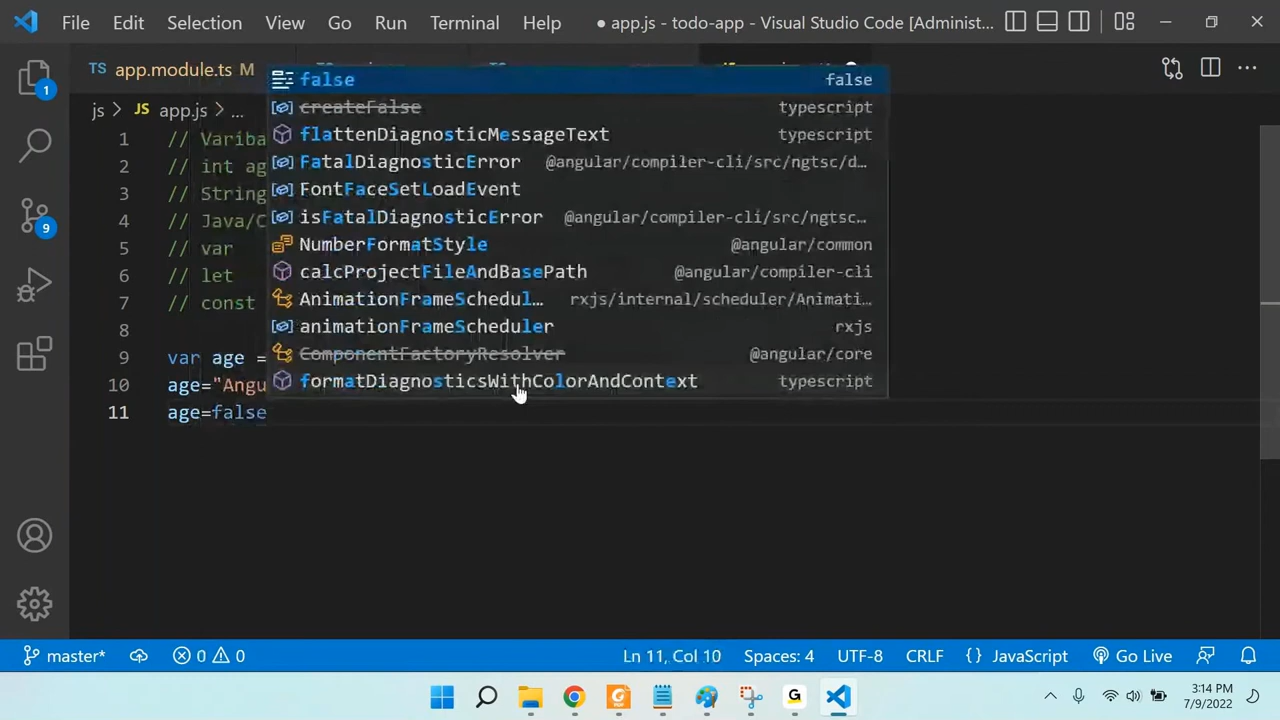 File Edit Selection View Go Run Terminal Help ● app.js - todo-app - Visual Studio Code [Administ...
TS app.module.ts M
js > JS app.js > ...
false false
createFalse typescript
flattenDiagnosticMessageText typescript
FatalDiagnosticError @angular/compiler-cli/src/ngtsc/d...
FontFaceSetLoadEvent
isFatalDiagnosticError @angular/compiler-cli/src/ngtsc...
NumberFormatStyle @angular/common
calcProjectFileAndBasePath @angular/compiler-cli
AnimationFrameSchedul... rxjs/internal/scheduler/Animati...
animationFrameScheduler rxjs
ComponentFactoryResolver @angular/core
formatDiagnosticsWithColorAndContext typescript
1 // Variba
2 // int ag
3 // String
4 // Java/C
5 // var
6 // let
7 // const
8
9 var age =
10 age="Angu
11 age=false
1
9
master* 0 0 Ln 11, Col 10 Spaces: 4 UTF-8 CRLF {} JavaScript Go Live
3:14 PM
7/9/2022